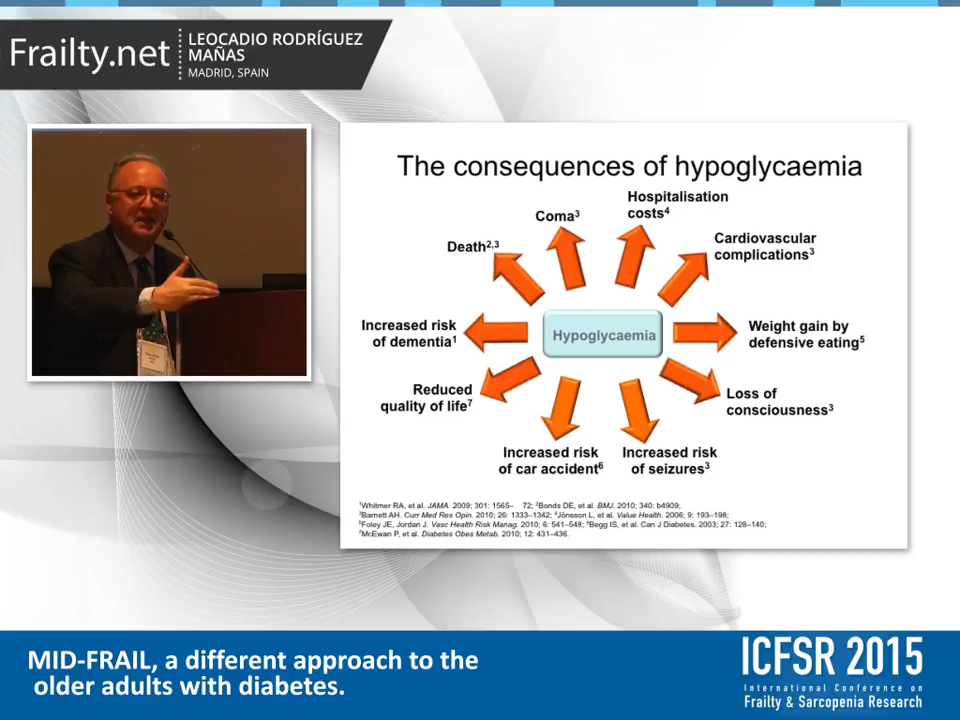 Frailty.net
LEOCADIO RODRÍGUEZ
MAÑAS
MADRID, SPAIN
The consequences of hypoglycaemia
Hospitalisation
costs⁴
Coma³
Cardiovascular
complications³
Death²,³
Increased risk
of dementia¹
Hypoglycaemia
Weight gain by
defensive eating⁵
Reduced
quality of life⁷
Loss of
consciousness³
Increased risk
of car accident⁶
Increased risk
of seizures³
¹Whitmer RA, et al. JAMA. 2009; 301: 1565– 72; ²Bonds DE, et al. BMJ. 2010; 340: b4909;
³Barnett AH. Curr Med Res Opin. 2010; 26: 1333–1342; ⁴Jönsson L, et al. Value Health. 2006; 9: 193–198;
⁵Foley JE, Jordan J. Vasc Health Risk Manag. 2010; 6: 541–548; ⁶Begg IS, et al. Can J Diabetes. 2003; 27: 128–140;
⁷McEwan P, et al. Diabetes Obes Metab. 2010; 12: 431–436.
MID-FRAIL, a different approach to the
older adults with diabetes.
ICFSR 2015
International Conference on
Frailty & Sarcopenia Research